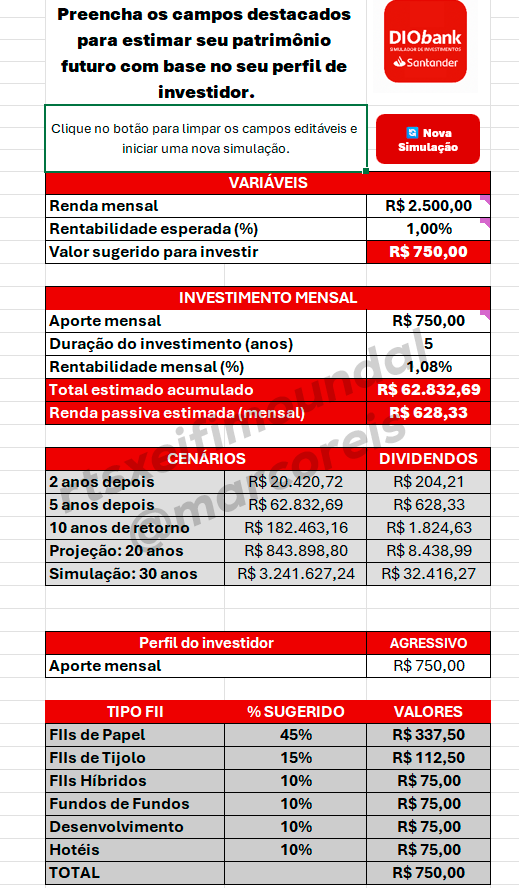 Preencha os campos destacados
para estimar seu patrimônio
futuro com base no seu perfil de
investidor.
DIObank
SIMULADOR DE INVESTIMENTOS
Santander
Clique no botão para limpar os campos editáveis e
iniciar uma nova simulação.
Nova
Simulação
VARIÁVEIS
Renda mensal R$ 2.500,00
Rentabilidade esperada (%) 1,00%
Valor sugerido para investir R$ 750,00
INVESTIMENTO MENSAL
Aporte mensal R$ 750,00
Duração do investimento (anos) 5
Rentabilidade mensal (%) 1,08%
Total estimado acumulado R$ 62.832,69
Renda passiva estimada (mensal) R$ 628,33
CENÁRIOS DIVIDENDOS
2 anos depois R$ 20.420,72 R$ 204,21
5 anos depois R$ 62.832,69 R$ 628,33
10 anos de retorno R$ 182.463,16 R$ 1.824,63
Projeção: 20 anos R$ 843.898,80 R$ 8.438,99
Simulação: 30 anos R$ 3.241.627,24 R$ 32.416,27
@marcoreis
Perfil do investidor AGRESSIVO
Aporte mensal R$ 750,00
TIPO FII % SUGERIDO VALORES
FIIs de Papel 45% R$ 337,50
FIIs de Tijolo 15% R$ 112,50
FIIs Híbridos 10% R$ 75,00
Fundos de Fundos 10% R$ 75,00
Desenvolvimento 10% R$ 75,00
Hotéis 10% R$ 75,00
TOTAL R$ 750,00